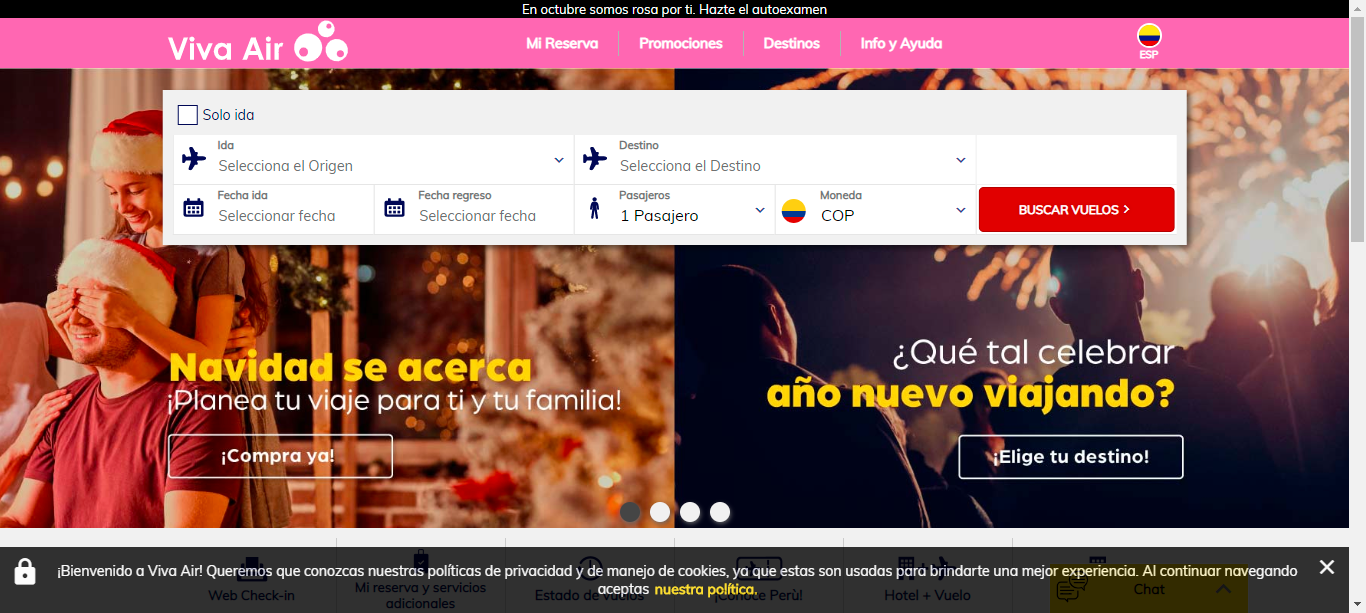 En octubre somos rosa por ti. Hazte el autoexamen
Viva Air
Mi Reserva
Promociones
Destinos
Info y Ayuda
ESP
Solo ida
Ida
Selecciona el Origen
Destino
Selecciona el Destino
Fecha ida
Seleccionar fecha
Fecha regreso
Seleccionar fecha
Pasajeros
1 Pasajero
Moneda
COP
BUSCAR VUELOS >
Navidad se acerca
¡Planea tu viaje para ti y tu familia!
¡Compra ya!
¿Qué tal celebrar
año nuevo viajando?
¡Elige tu destino!
¡Bienvenido a Viva Air! Queremos que conozcas nuestras políticas de privacidad y de manejo de cookies, ya que estas son usadas para brindarte una mejor experiencia. Al continuar navegando
aceptas nuestra política.
Web Check-in
Mi reserva y servicios
adicionales
Estado de vuelos
¡Conoce Perù!
Hotel + Vuelo
Chat